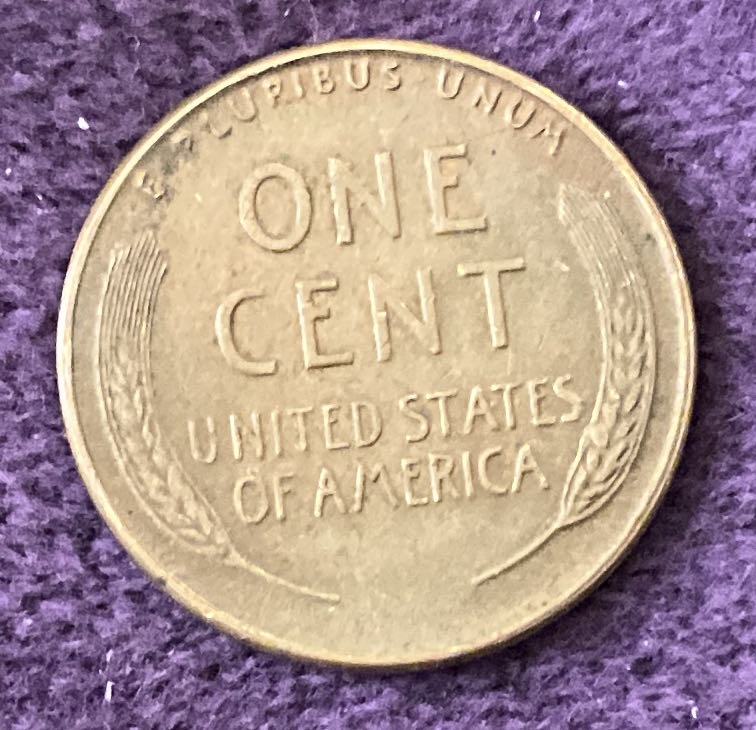 E PLURIBUS UNUM
ONE
CENT
UNITED STATES
OF AMERICA